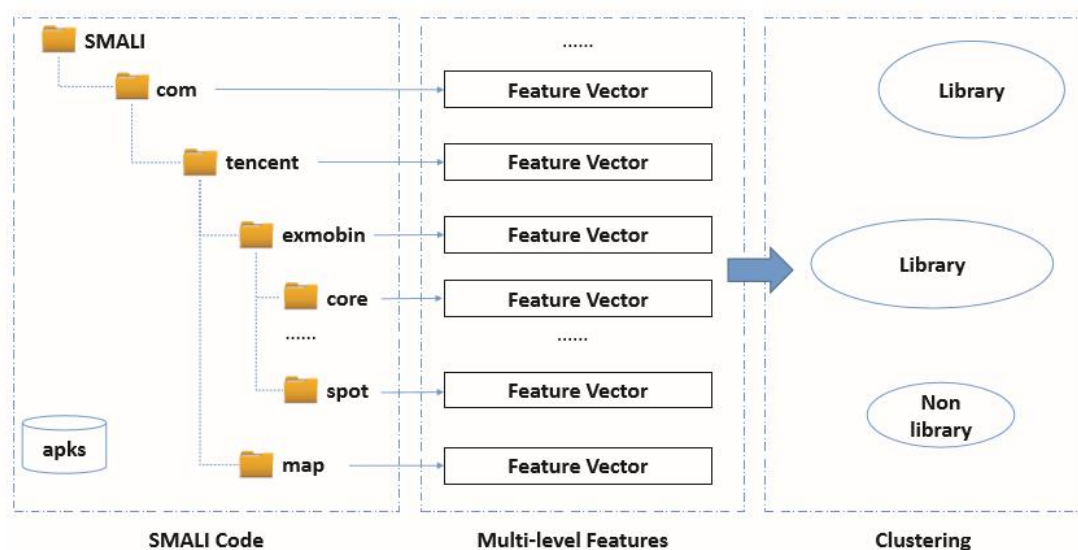 SMALI
......
com
Feature Vector
Library
tencent
Feature Vector
exmobin
Feature Vector
Library
core
Feature Vector
......
......
spot
Feature Vector
Non
library
apks
map
Feature Vector
SMALI Code
Multi-level Features
Clustering